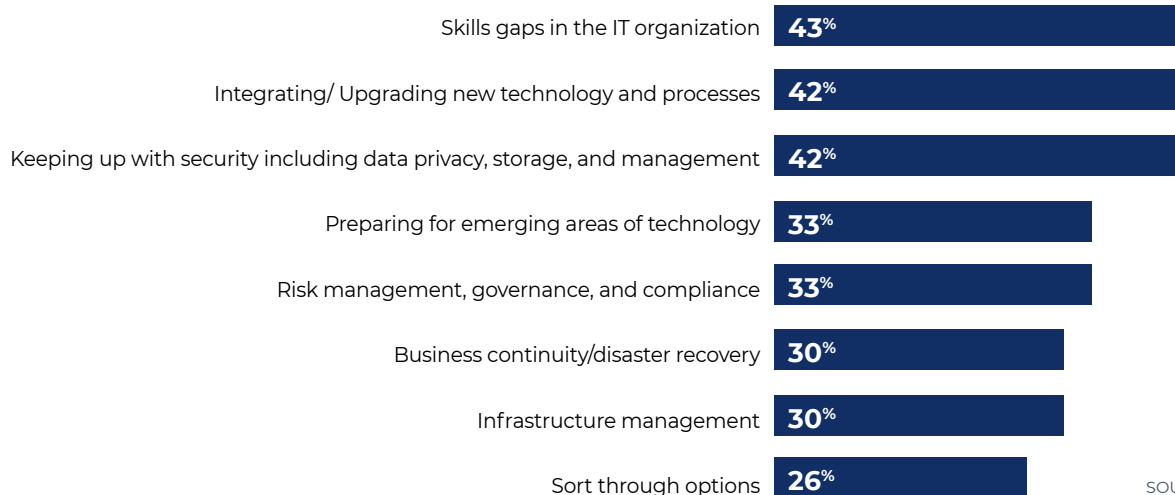 Skills gaps in the IT organization 43%
Integrating/ Upgrading new technology and processes 42%
Keeping up with security including data privacy, storage, and management 42%
Preparing for emerging areas of technology 33%
Risk management, governance, and compliance 33%
Business continuity/disaster recovery 30%
Infrastructure management 30%
Sort through options 26%
SOU